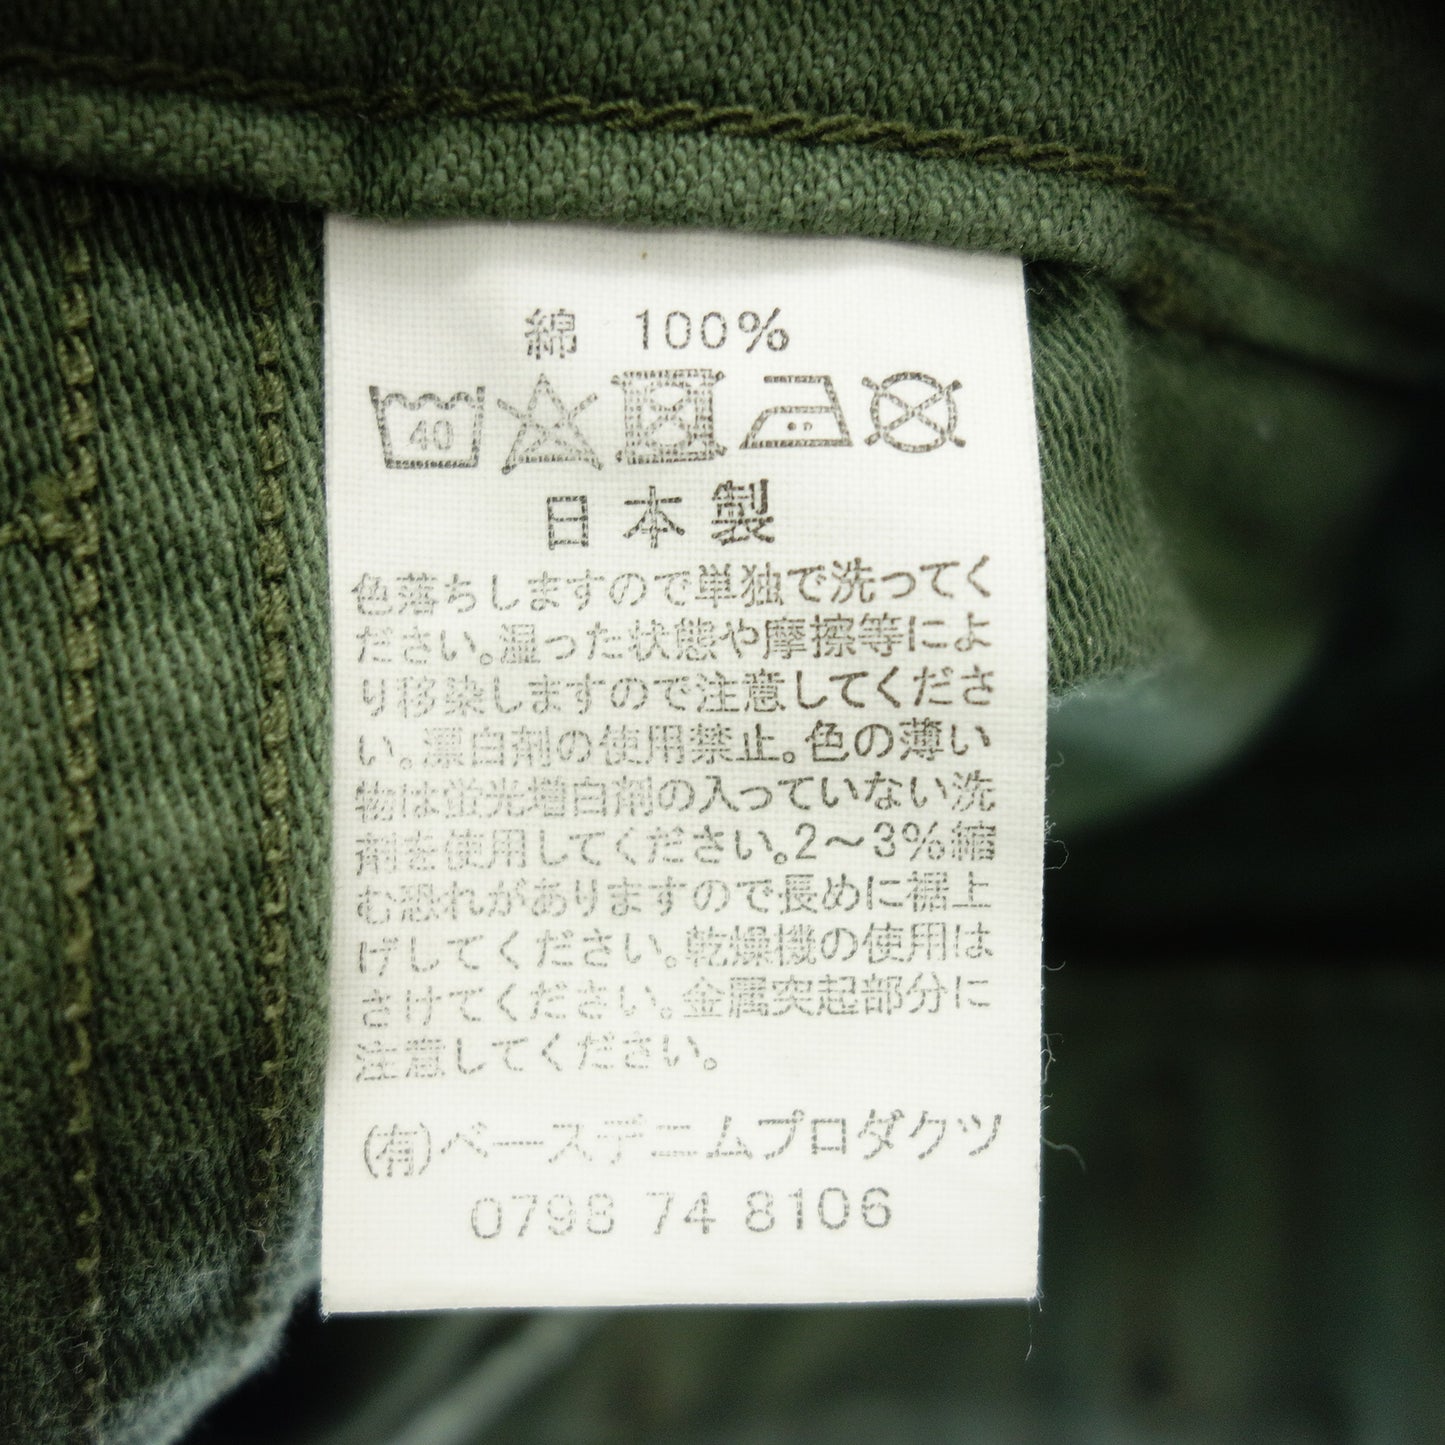 綿 100%
40
日本製
色落ちしますので単独で洗ってく
ださい。湿った状態や摩擦等によ
り移染しますので注意してくださ
い。漂白剤の使用禁止。色の薄い
物は蛍光増白剤の入っていない洗
剤を使用してください。2～3%縮
む恐れがありますので長めに裾上
げしてください。乾燥機の使用は
さけてください。金属突起部分に
注意してください。
(有)ベースデニムプロダクツ
0798 74 8106